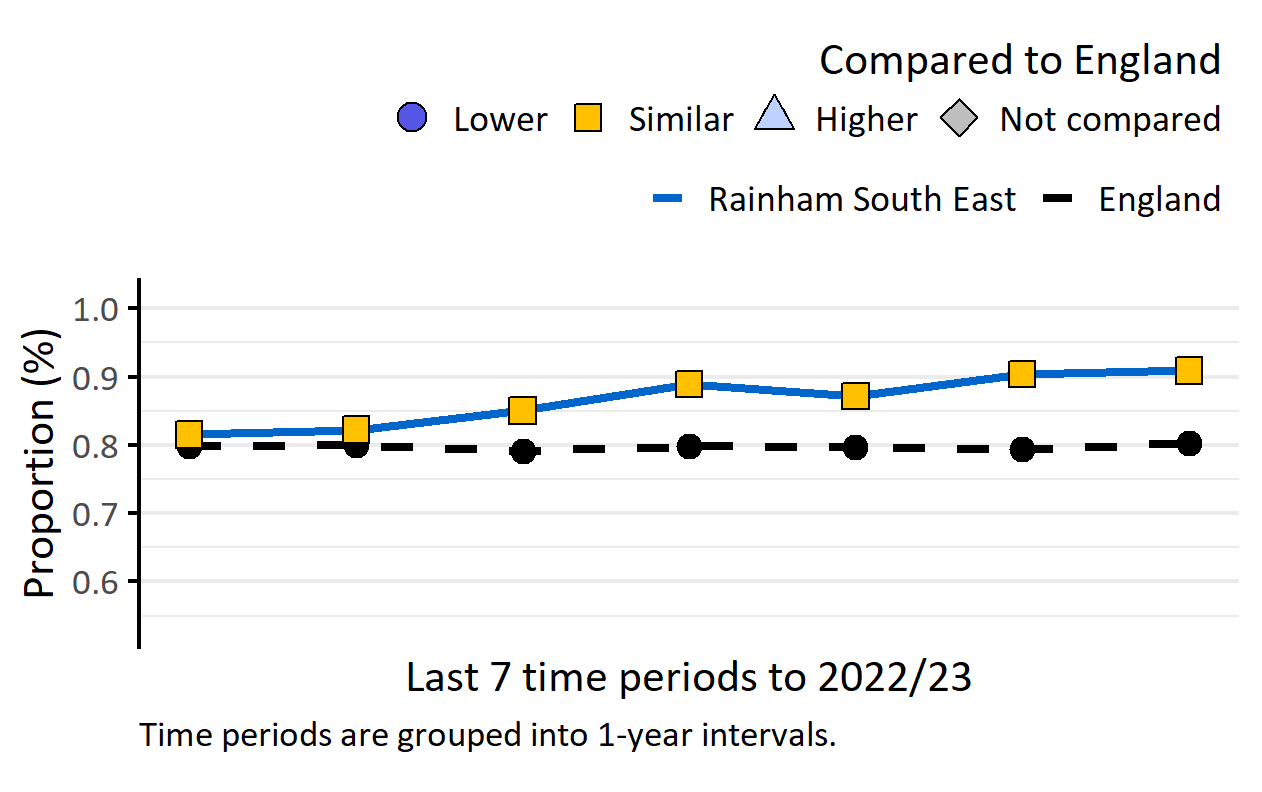 Compared to England
Lower Similar Higher Not compared
Rainham South East England
Proportion (%)
1.0
0.9
0.8
0.7
0.6
Last 7 time periods to 2022/23
Time periods are grouped into 1-year intervals.